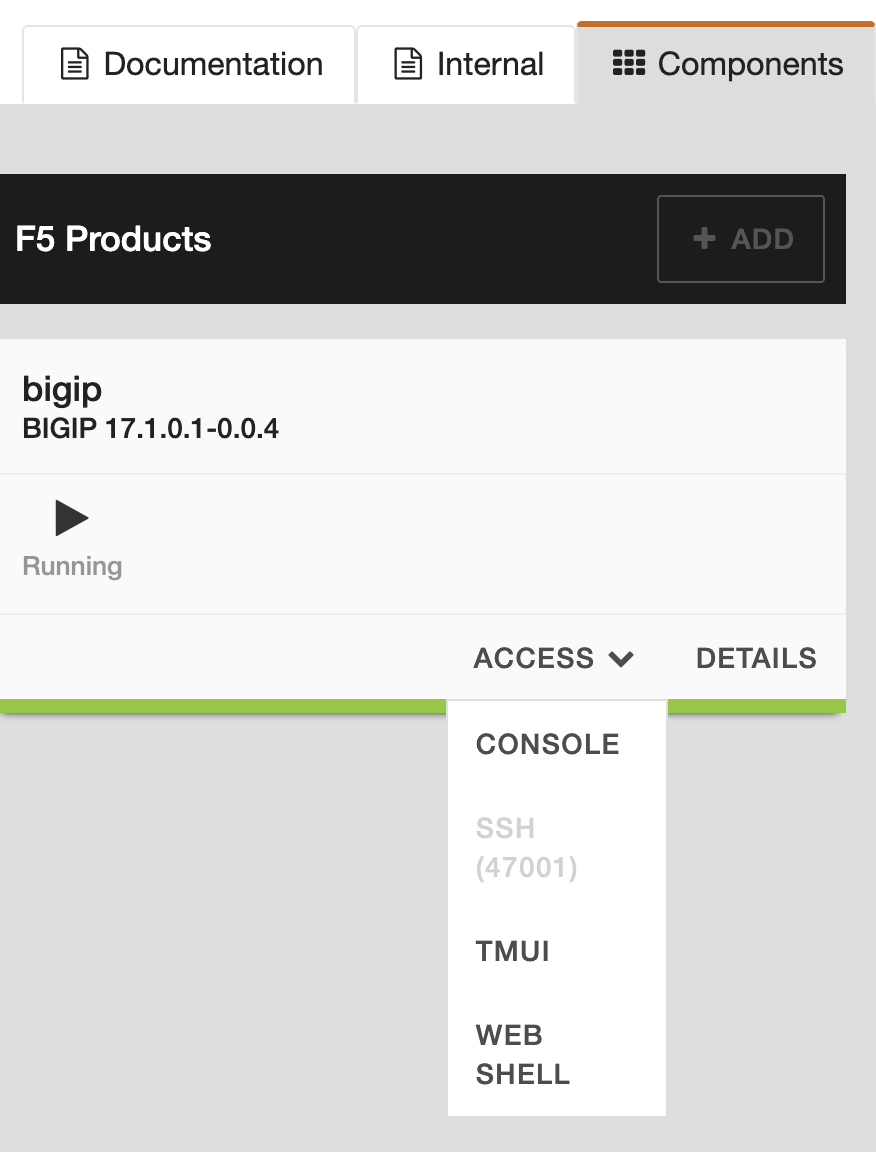 Documentation
Internal
Components
F5 Products
ADD
bigip
BIGIP 17.1.0.1-0.0.4
Running
ACCESS
DETAILS
CONSOLE
SSH
(47001)
TMUI
WEB
SHELL